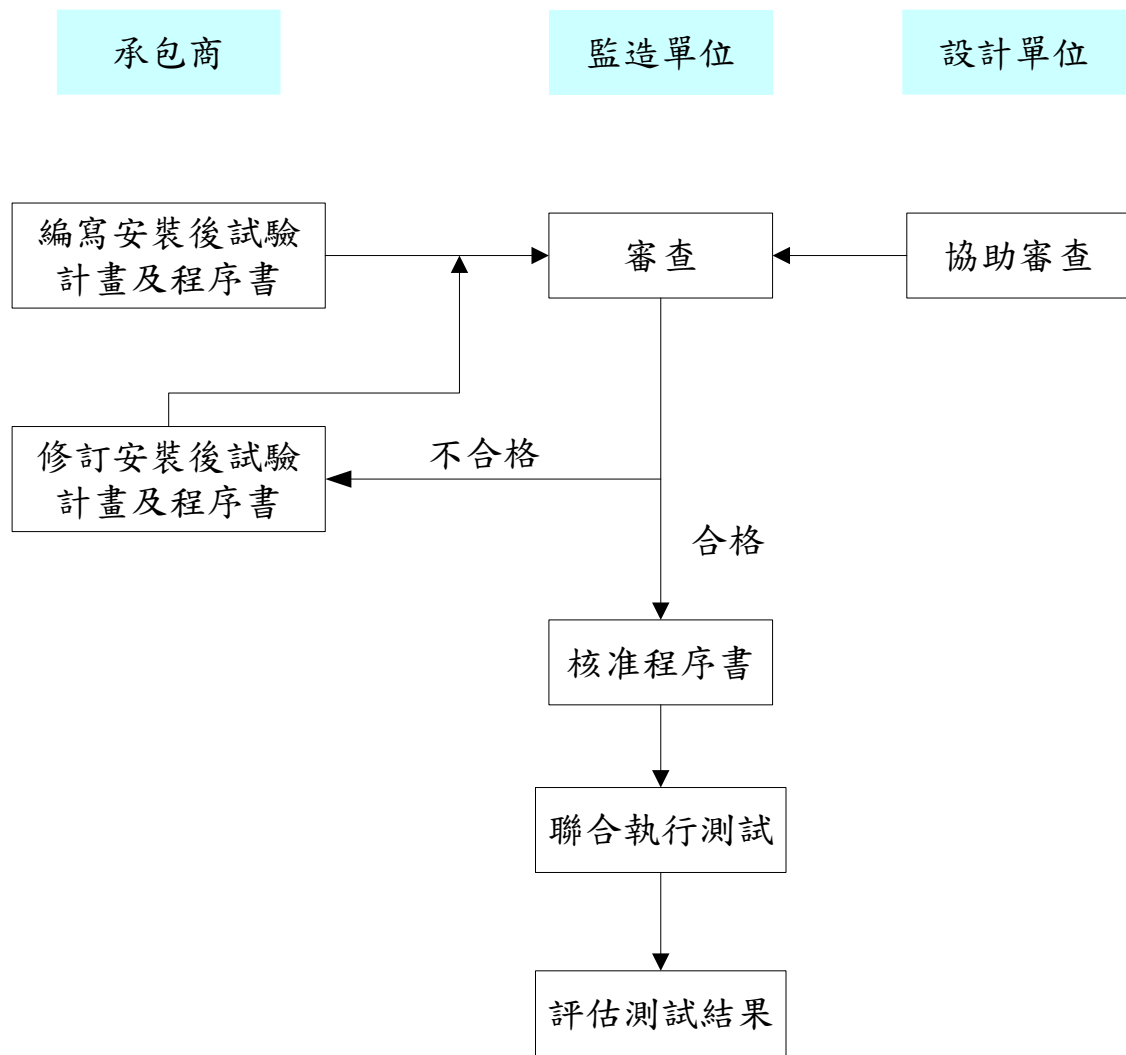 承包商
監造單位
設計單位
編寫安裝後試驗
計畫及程序書
審查
協助審查
修訂安裝後試驗
計畫及程序書
不合格
合格
核准程序書
聯合執行測試
評估測試結果